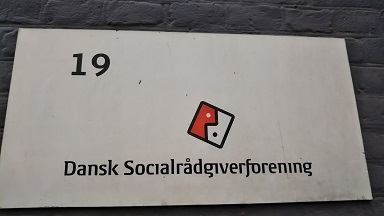 19
Dansk Socialrådgiverforening